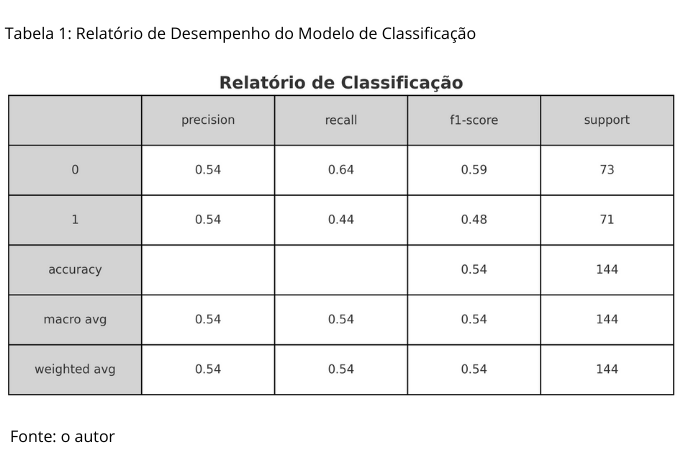 Tabela 1: Relatório de Desempenho do Modelo de Classificação
Relatório de Classificação
precision recall f1-score support
0 0.54 0.64 0.59 73
1 0.54 0.44 0.48 71
accuracy 0.54 144
macro avg 0.54 0.54 0.54 144
weighted avg 0.54 0.54 0.54 144
Fonte: o autor